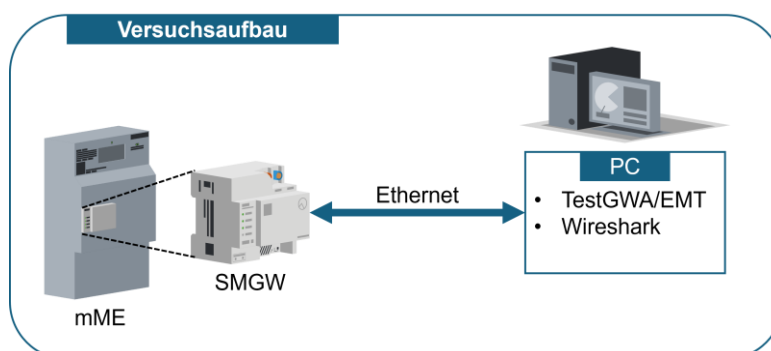 Versuchsaufbau
PC
Ethernet
• TestGWA/EMT
• Wireshark
SMGW
mME